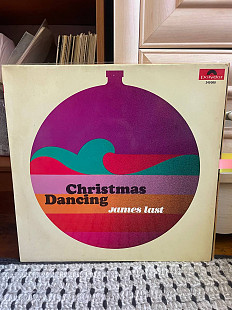 polydor
Christmas
Dancing
james last